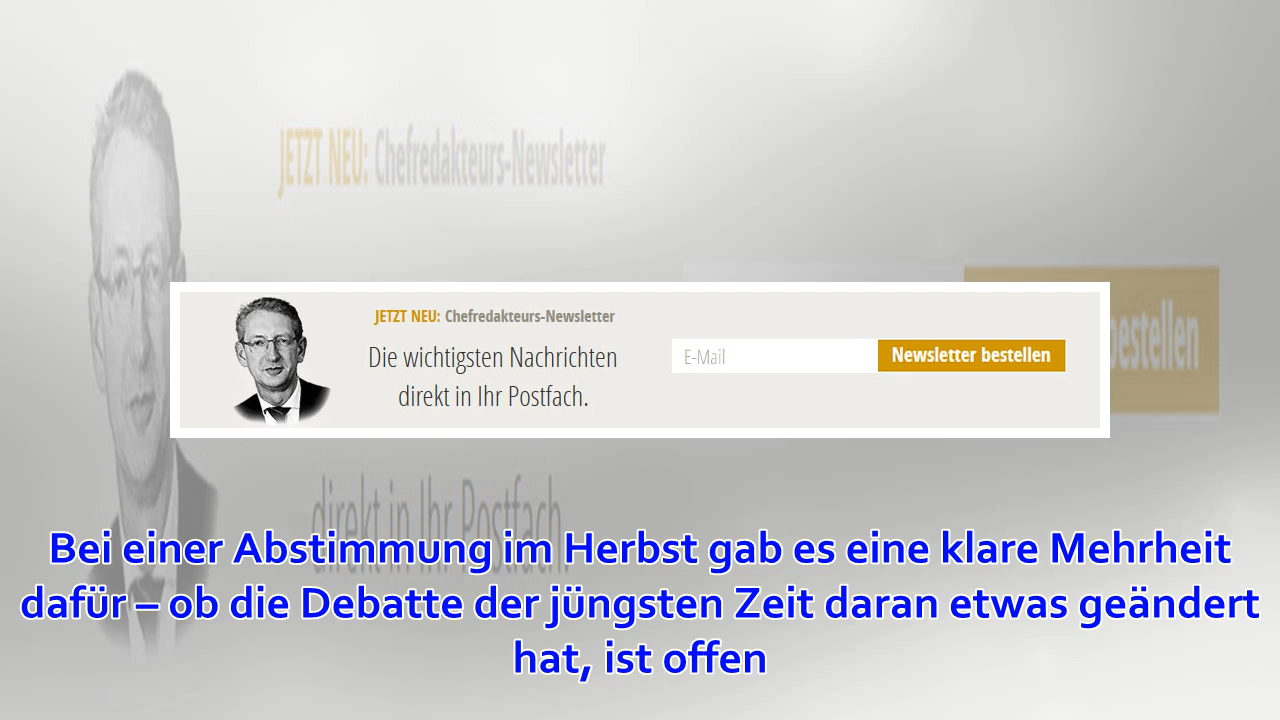 JETZT NEU: Chefredakteurs-Newsletter
JETZT NEU: Chefredakteurs-Newsletter
Die wichtigsten Nachrichten
direkt in Ihr Postfach.
E-Mail
Newsletter bestellen
bestellen
direkt in Ihr Postfach.
Bei einer Abstimmung im Herbst gab es eine klare Mehrheit
dafür – ob die Debatte der jüngsten Zeit daran etwas geändert
hat, ist offen